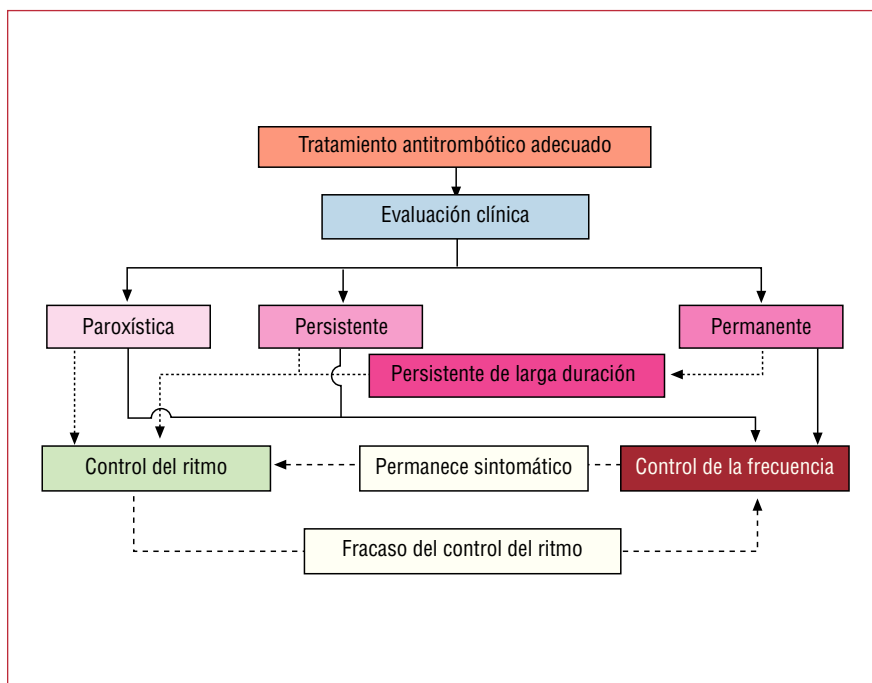 Tratamiento antitrombótico adecuado
Evaluación clínica
Paroxística
Persistente
Permanente
Persistente de larga duración
Control del ritmo
Permanece sintomático
Control de la frecuencia
Fracaso del control del ritmo